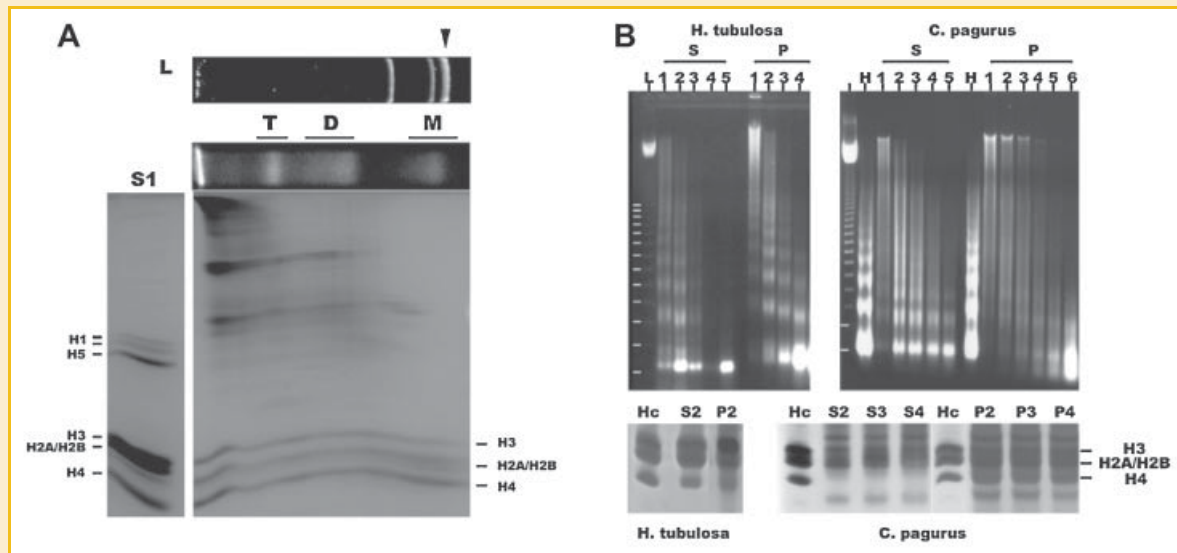 A
L
T D M
S1
H1
H5
H3
H2A/H2B
H4
H3
H2A/H2B
H4
B
H. tubulosa C. pagurus
S P S P
L 1 2 3 4 5 1 2 3 4 H 1 2 3 4 5 H 1 2 3 4 5 6
Hc S2 P2 Hc S2 S3 S4 Hc P2 P3 P4
H3
H2A/H2B
H4
H. tubulosa C. pagurus